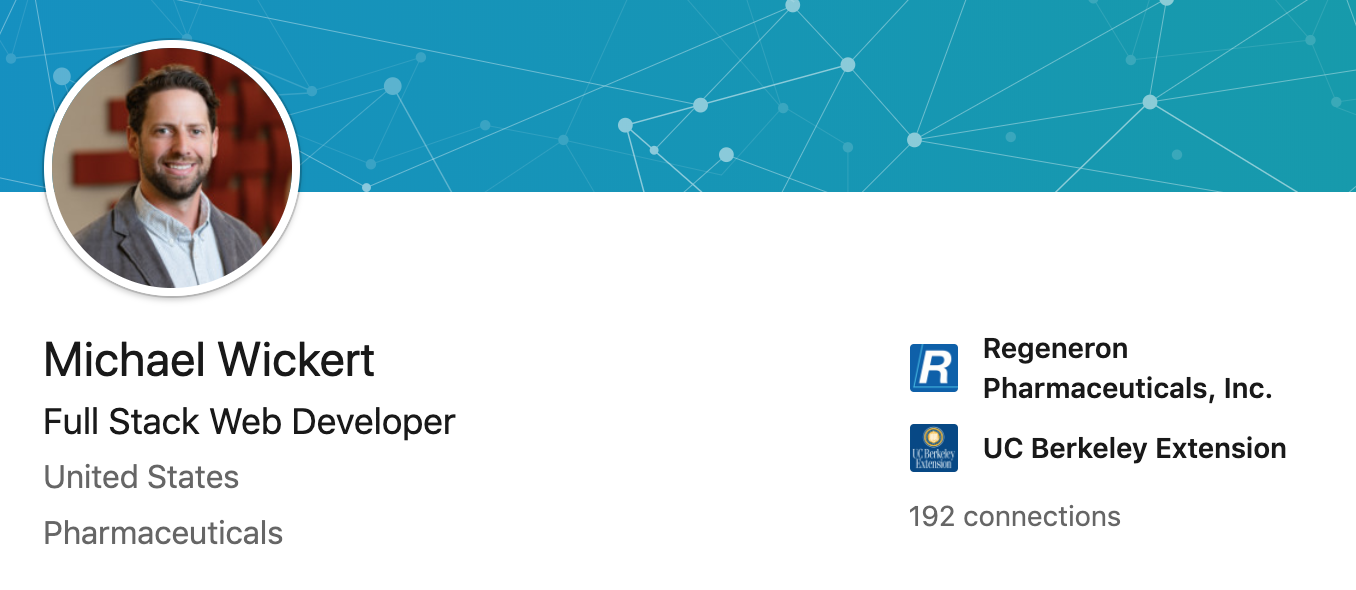 Michael Wickert
Full Stack Web Developer
United States
Pharmaceuticals
R
Regeneron
Pharmaceuticals, Inc.
UC Berkeley
Extension
UC Berkeley Extension
192 connections